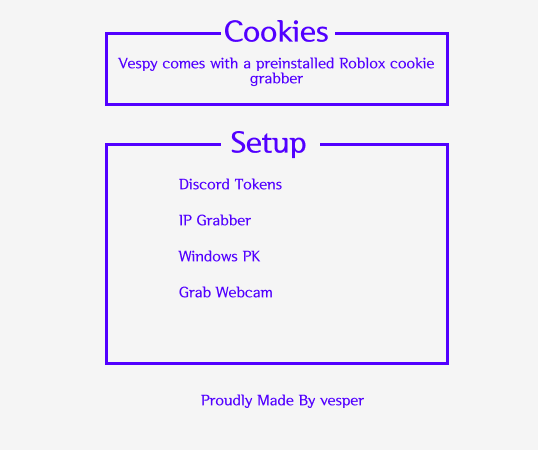 Cookies
Vespy comes with a preinstalled Roblox cookie
grabber
Setup
Discord Tokens
IP Grabber
Windows PK
Grab Webcam
Proudly Made By vesper